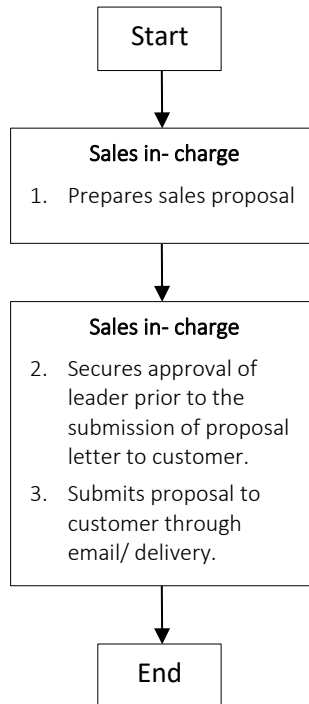 Start
Sales in- charge
1. Prepares sales proposal
Sales in- charge
2. Secures approval of
leader prior to the
submission of proposal
letter to customer.
3. Submits proposal to
customer through
email/ delivery.
End